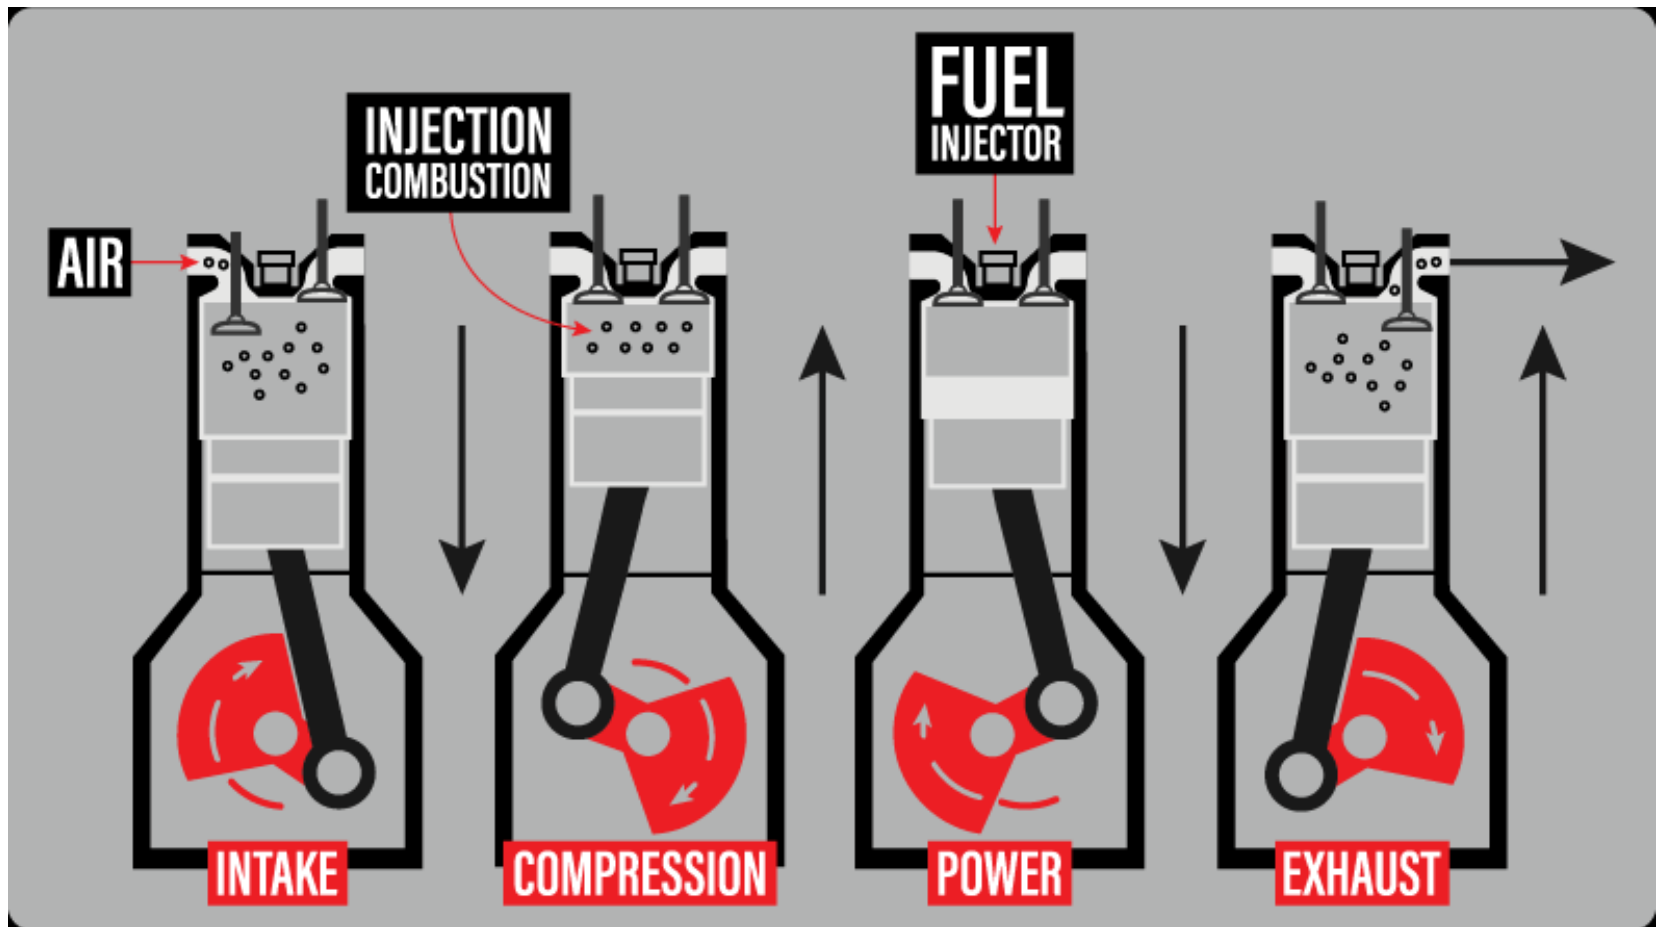 FUEL
INJECTOR
INJECTION
COMBUSTION
AIR
INTAKE
COMPRESSION
POWER
EXHAUST